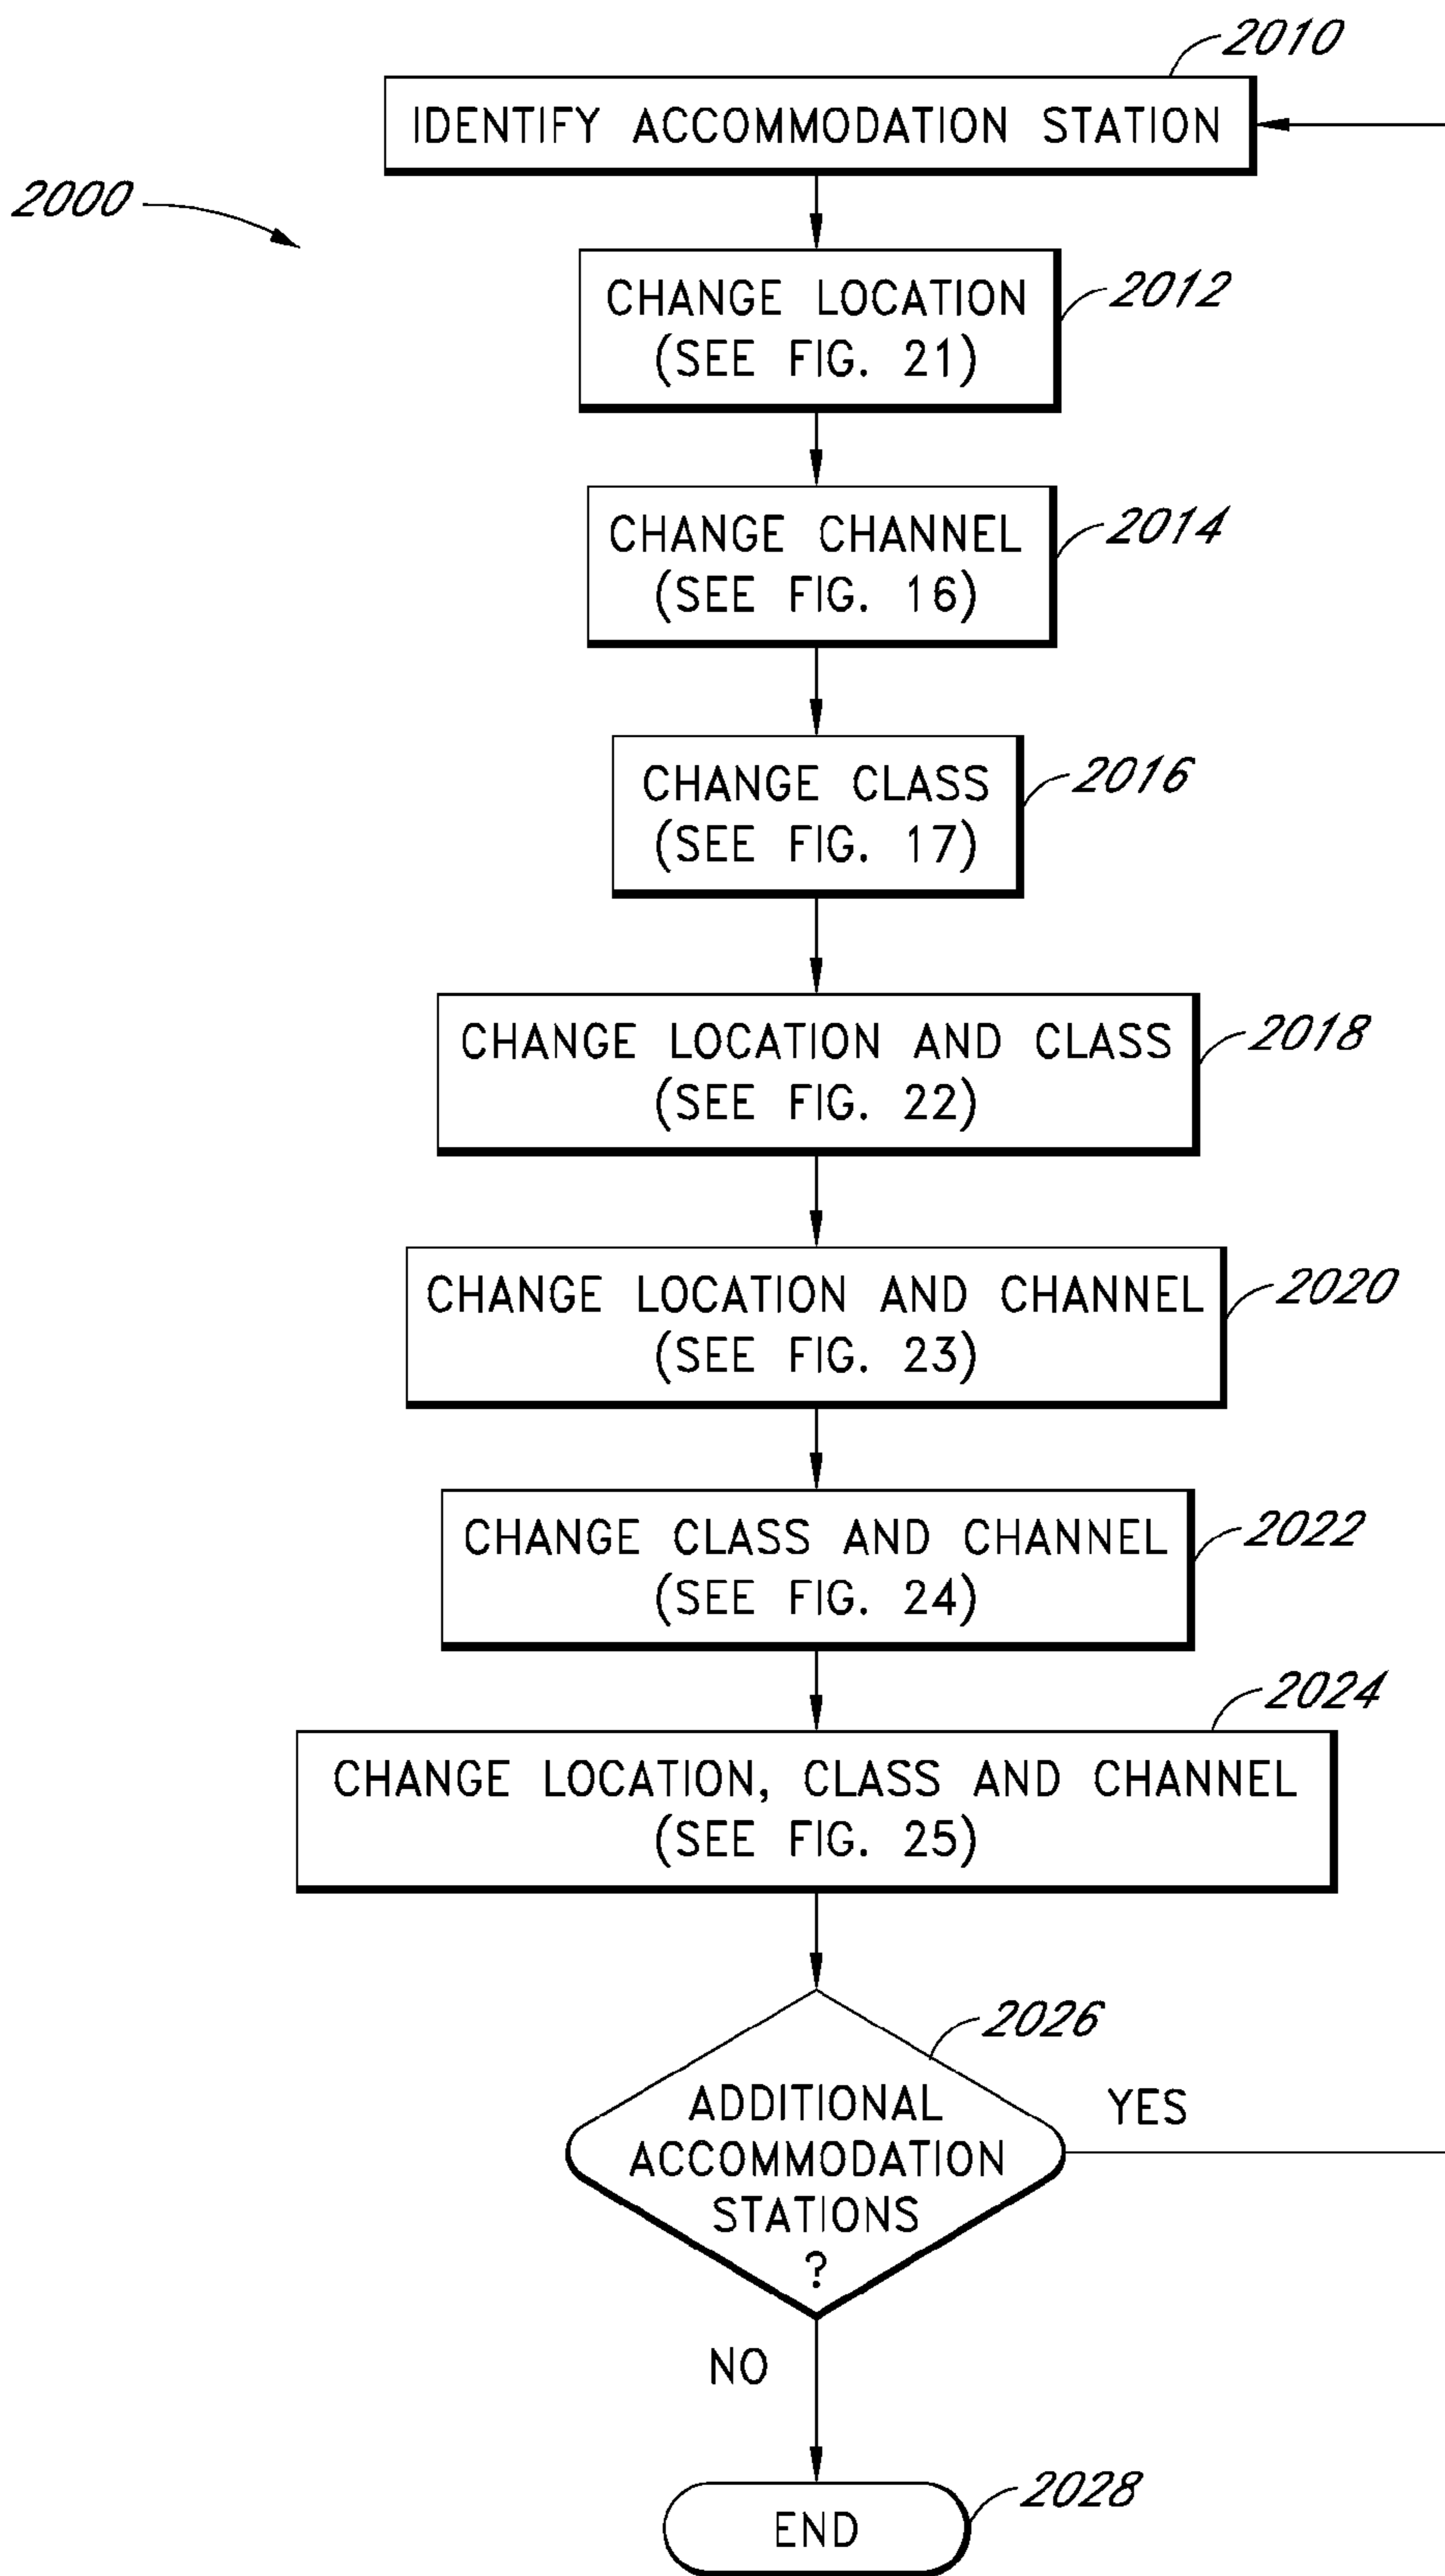 2010
IDENTIFY ACCOMMODATION STATION
2000
CHANGE LOCATION
(SEE FIG. 21)
2012
CHANGE CHANNEL
(SEE FIG. 16)
2014
CHANGE CLASS
(SEE FIG. 17)
2016
CHANGE LOCATION AND CLASS
(SEE FIG. 22)
2018
CHANGE LOCATION AND CHANNEL
(SEE FIG. 23)
2020
CHANGE CLASS AND CHANNEL
(SEE FIG. 24)
2022
2024
CHANGE LOCATION, CLASS AND CHANNEL
(SEE FIG. 25)
2026
ADDITIONAL
ACCOMMODATION
STATIONS
?
YES
NO
2028
END